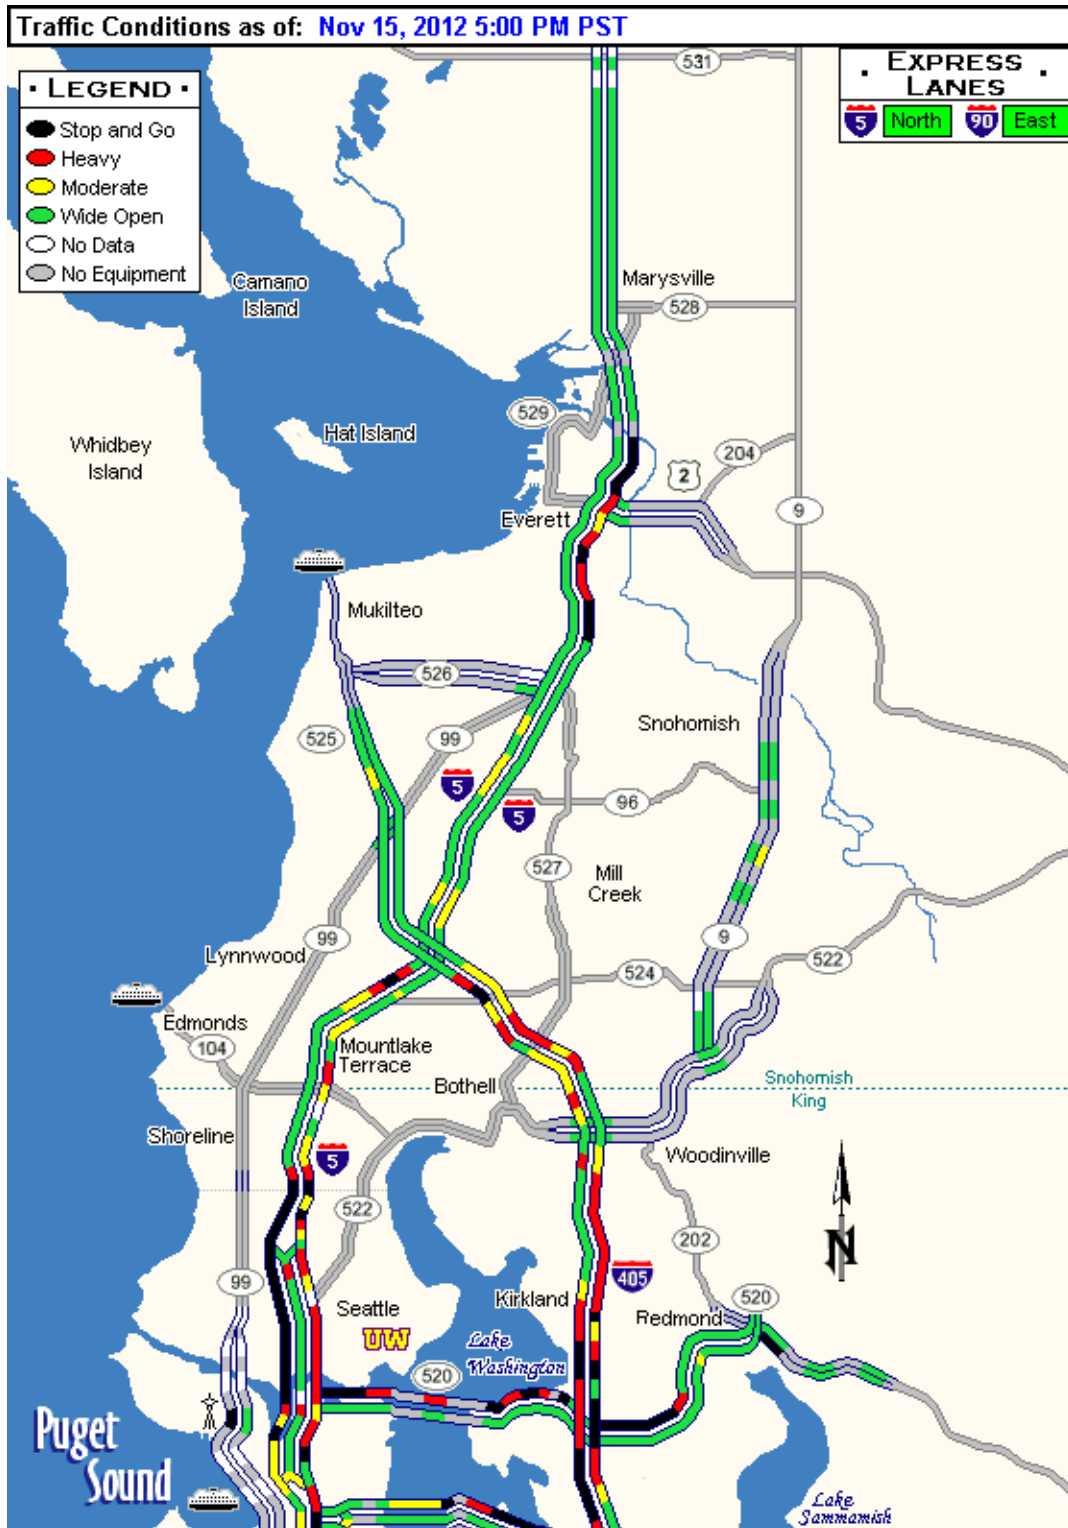 Traffic Conditions as of: Nov 15, 2012 5:00 PM PST
· LEGEND ·
Stop and Go
Heavy
Moderate
Wide Open
No Data
No Equipment
· EXPRESS
LANES ·
5 North 90 East
531
Camano
Island
Marysville
528
529
Hat Island
Whidbey
Island
204
2
9
Everett
Mukilteo
526
525
99
Snohomish
5
5
96
527
Mill
Creek
99
9
Lynnwood
524
522
Edmonds
104
Mountlake
Terrace
Bothell
Snohomish
King
Shoreline
5
Woodinville
522
202
N
99
405
Seattle
Kirkland
520
Redmond
UW
Lake
Washington
520
Puget
Sound
Lake
Sammamish